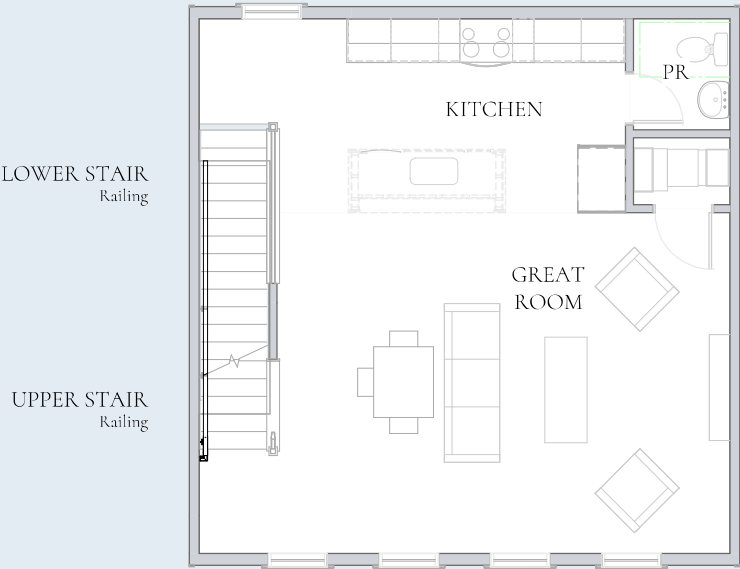 PR
KITCHEN
LOWER STAIR
Railing
GREAT
ROOM
UPPER STAIR
Railing